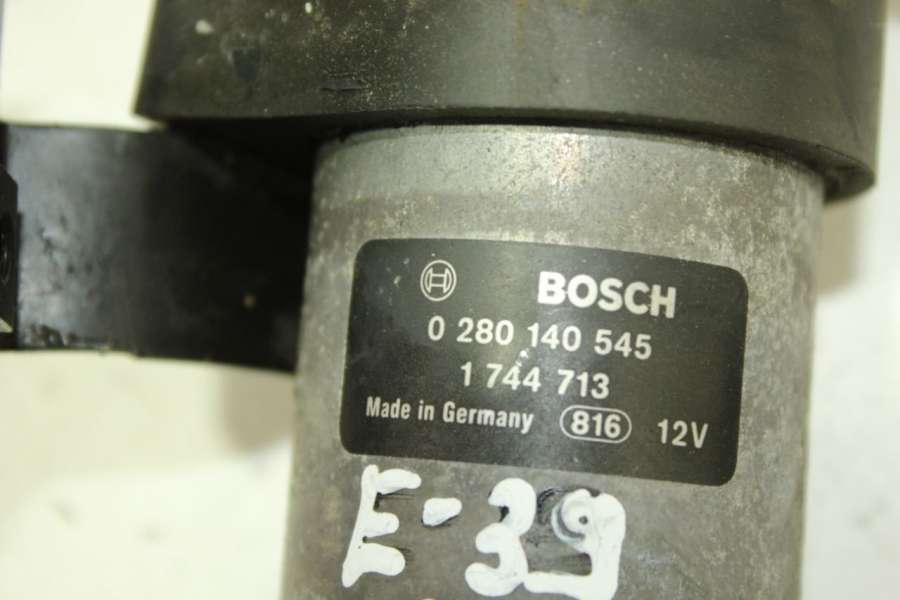 BOSCH
0 280 140 545
1 744 713
Made in Germany 816 12V
E-39